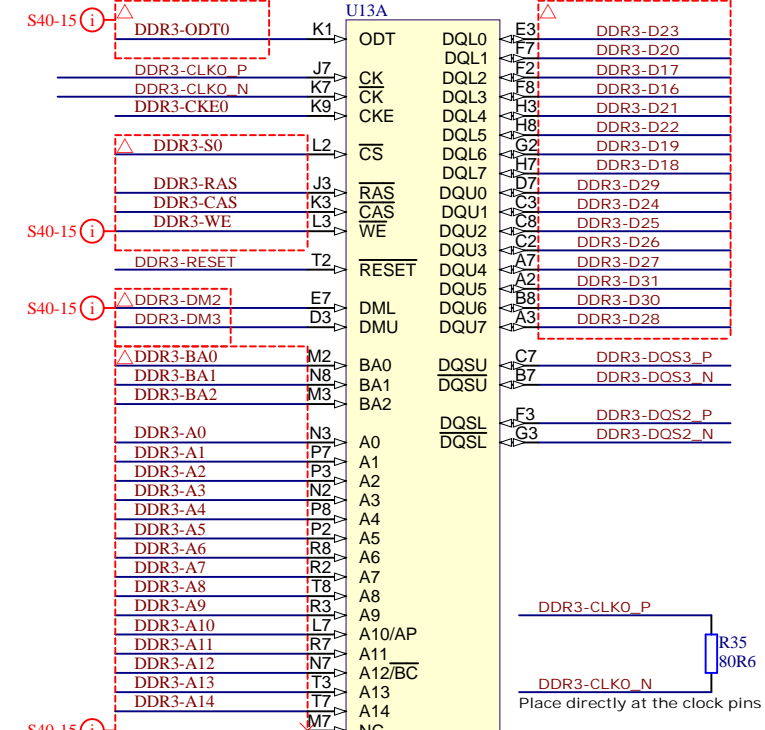 U13A
S40-15 i DDR3-ODT0 K1 ODT DQL0 E3 DDR3-D23
DQL1 F7 DDR3-D20
DDR3-CLK0_P J7 CK DQL2 F2 DDR3-D17
DDR3-CLK0_N K7 CK DQL3 F8 DDR3-D16
DDR3-CKE0 K9 CKE DQL4 H3 DDR3-D21
DQL5 H8 DDR3-D22
DDR3-S0 L2 CS DQL6 G2 DDR3-D19
DQL7 H7 DDR3-D18
DDR3-RAS J3 RAS DQU0 D7 DDR3-D29
DDR3-CAS K3 CAS DQU1 C3 DDR3-D24
S40-15 i DDR3-WE L3 WE DQU2 C8 DDR3-D25
DQU3 C2 DDR3-D26
DDR3-RESET T2 RESET DQU4 A7 DDR3-D27
DQU5 A2 DDR3-D31
S40-15 i DDR3-DM2 E7 DML DQU6 B8 DDR3-D30
DDR3-DM3 D3 DMU DQU7 A3 DDR3-D28
DDR3-BA0 M2 BA0 DQSU C7 DDR3-DQS3_P
DDR3-BA1 N8 BA1 DQSU B7 DDR3-DQS3_N
DDR3-BA2 M3 BA2
DQSL F3 DDR3-DQS2_P
DDR3-A0 N3 A0 DQSL G3 DDR3-DQS2_N
DDR3-A1 P7 A1
DDR3-A2 P3 A2
DDR3-A3 N2 A3
DDR3-A4 P8 A4
DDR3-A5 P2 A5
DDR3-A6 R8 A6
DDR3-A7 R2 A7
DDR3-A8 T8 A8
DDR3-A9 R3 A9 DDR3-CLK0_P
DDR3-A10 L7 A10/AP
DDR3-A11 R7 A11 R35
DDR3-A12 N7 A12/BC 80R6
DDR3-A13 T3 A13 DDR3-CLK0_N
DDR3-A14 T7 A14 Place directly at the clock pins
S40-15 i M7 NC